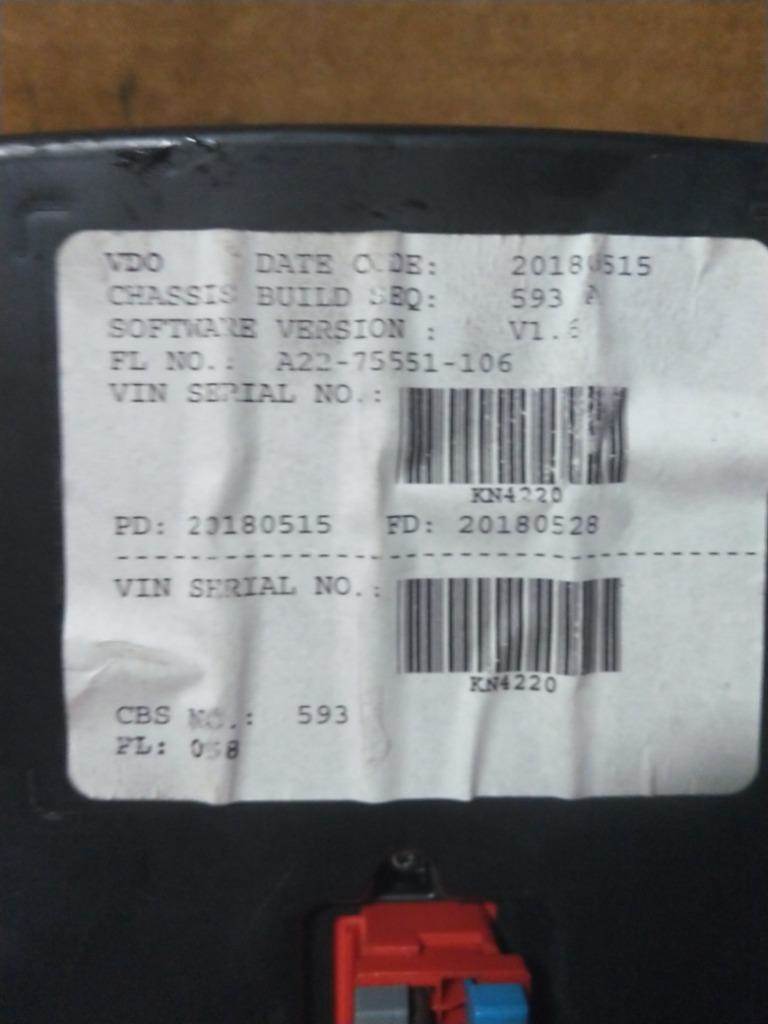 VDO DATE CODE: 20180515
CHASSIS BUILD SEQ: 593 A
SOFTWARE VERSION : V1.6
FL NO.: A22-75551-106
VIN SERIAL NO.:
KN4220
PD: 20180515 FD: 20180528
VIN SERIAL NO.:
KN4220
CBS NO.: 593
FL: 058